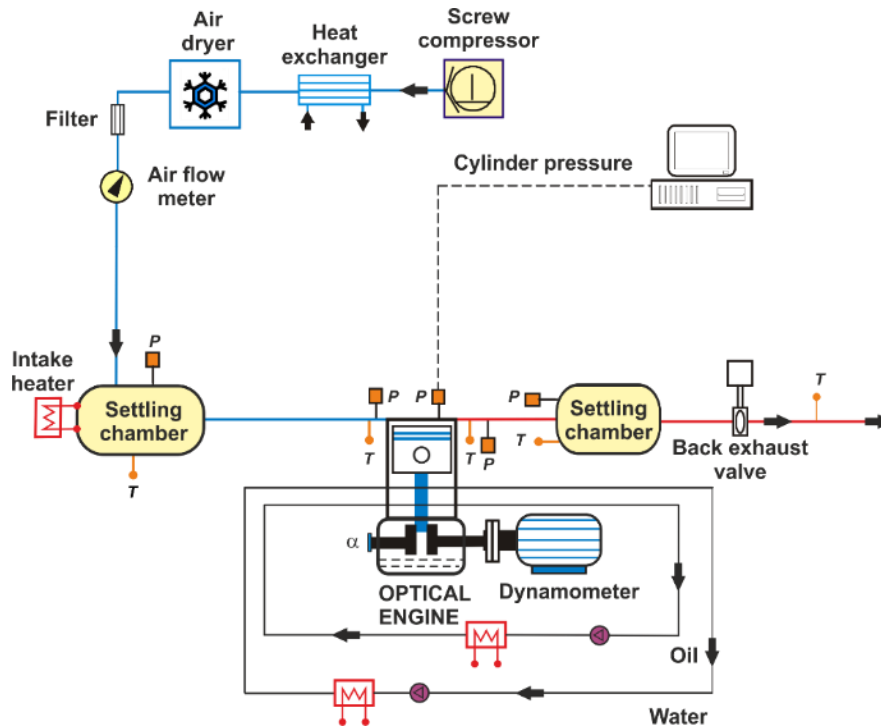 Air
dryer
Heat
exchanger
Screw
compressor
Filter
Air flow
meter
Cylinder pressure
P
Intake
heater
Settling
chamber
T
P
P
T
T
P
P
T
Settling
chamber
T
Back exhaust
valve
α
OPTICAL
ENGINE
Dynamometer
Oil
Water